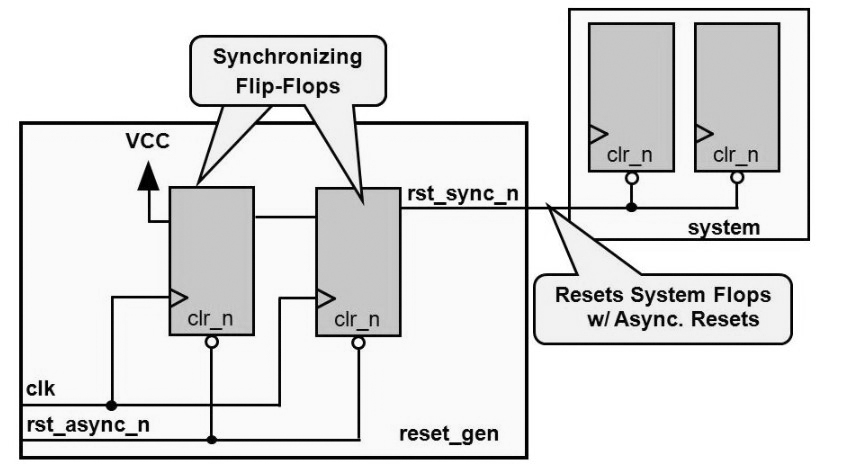 Synchronizing
Flip-Flops
VCC
rst_sync_n
clr_n
clr_n
system
Resets System Flops
w/ Async. Resets
clr_n
clr_n
clk
rst_async_n
reset_gen